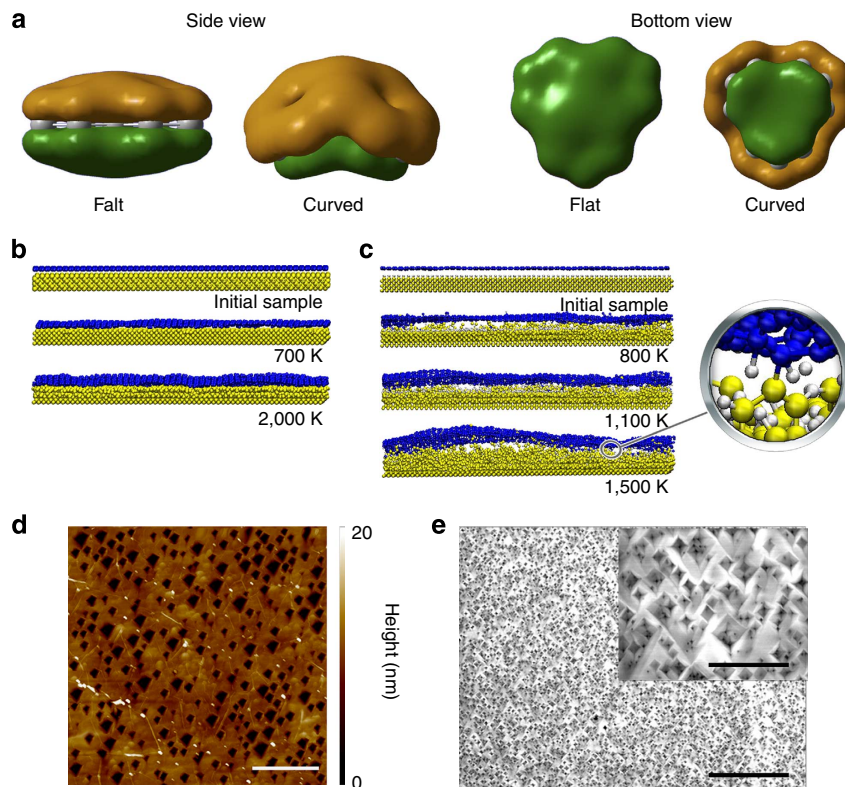 a
Side view
Bottom view
Falt
Curved
Flat
Curved
b
Initial sample
700 K
2,000 K
c
Initial sample
800 K
1,100 K
1,500 K
d
20
Height (nm)
0
e